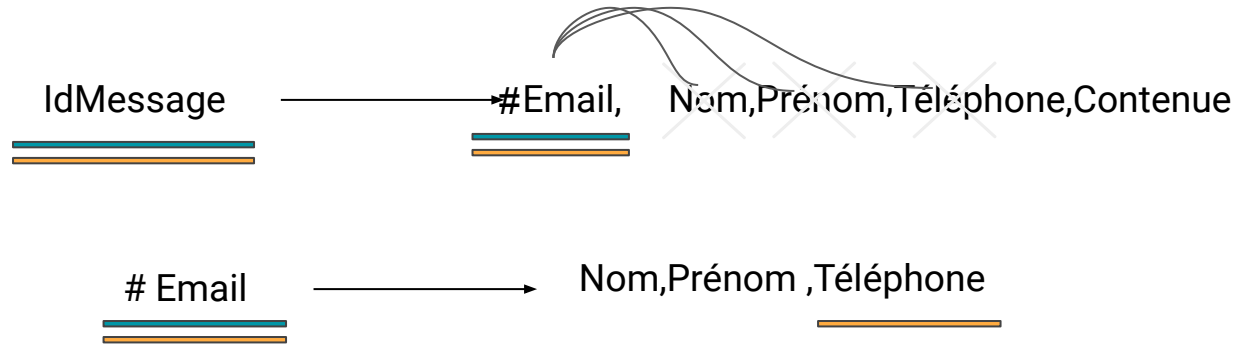 IdMessage #Email, Nom,Prénom,Téléphone,Contenue
# Email Nom,Prénom ,Téléphone